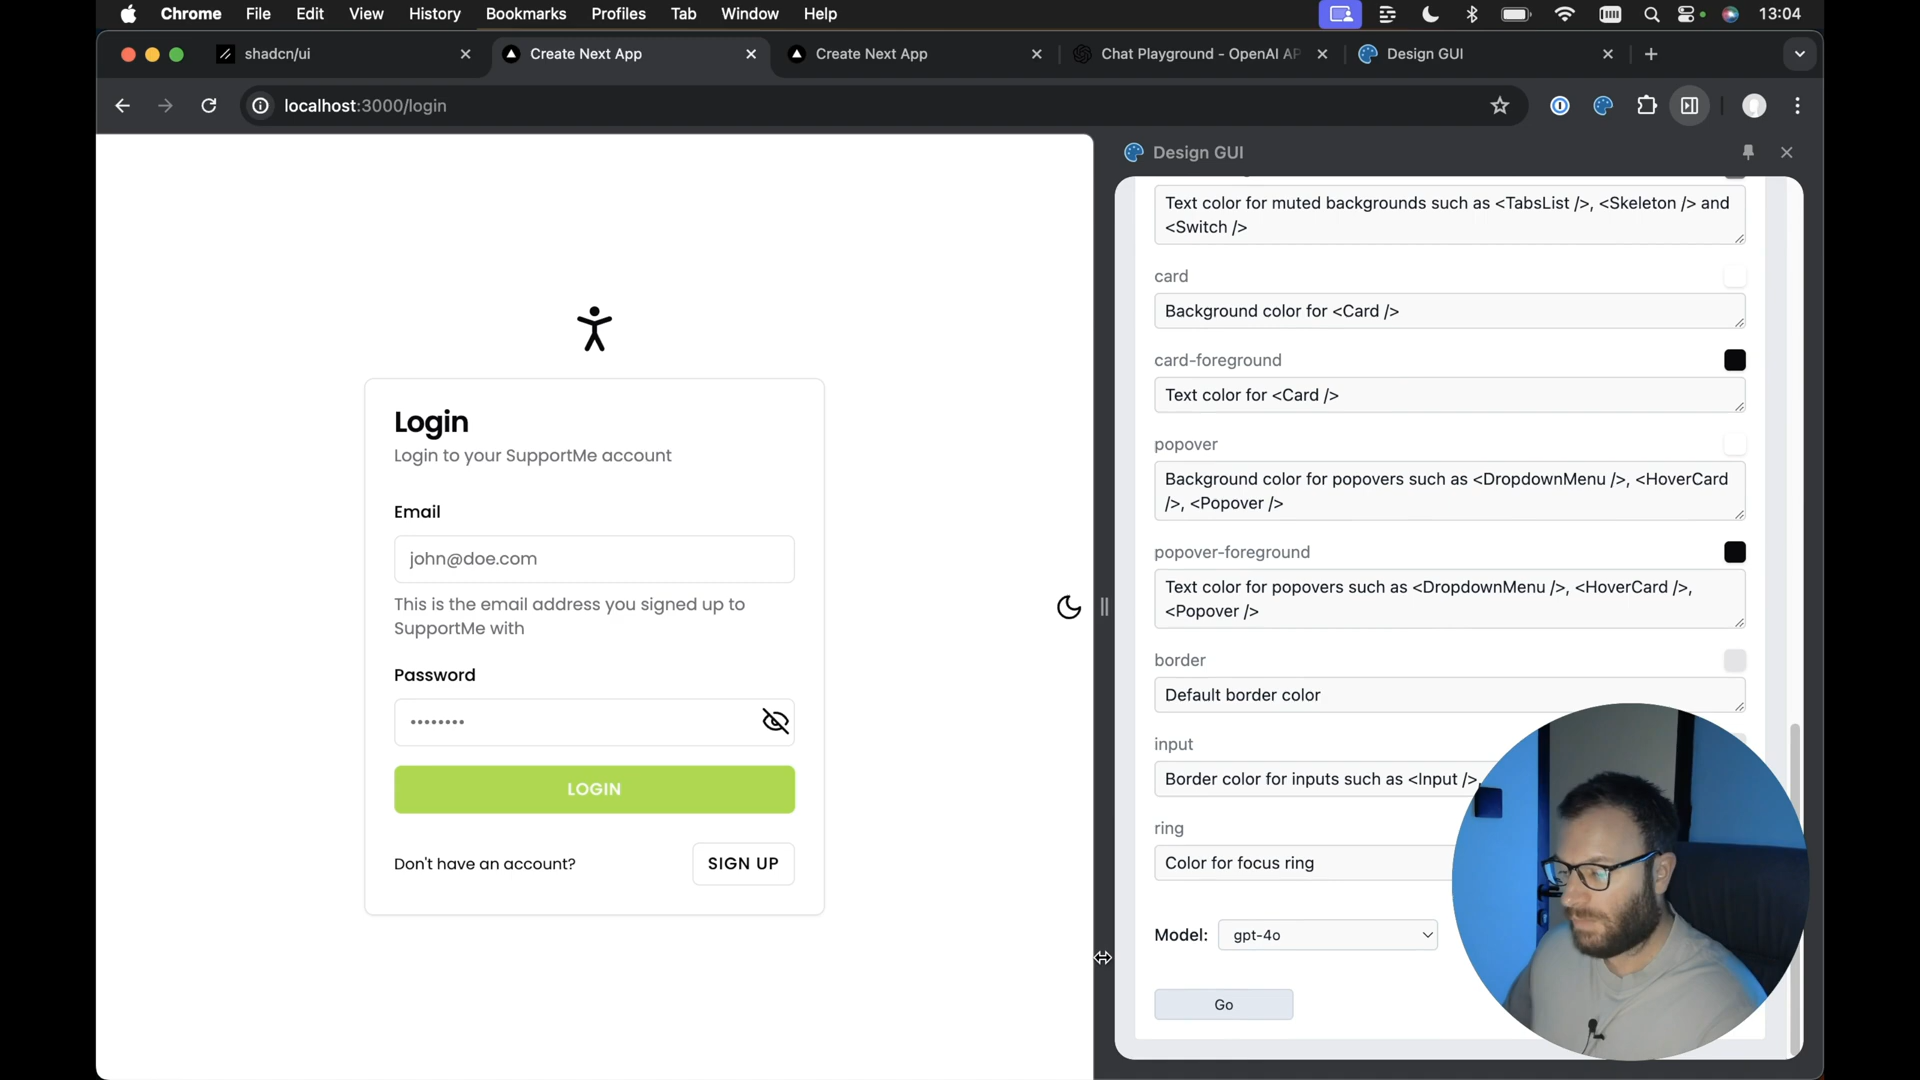 Chrome File Edit View History Bookmarks Profiles Tab Window Help 13:04
shadcn/ui
Create Next App
Create Next App
Chat Playground - OpenAI AP
Design GUI
localhost:3000/login
Design GUI
Login
Login to your SupportMe account
Email
john@doe.com
This is the email address you signed up to
SupportMe with
Password
••••••••
LOGIN
Don't have an account?
SIGN UP
Text color for muted backgrounds such as <TabsList />, <Skeleton /> and
<Switch />
card
Background color for <Card />
card-foreground
Text color for <Card />
popover
Background color for popovers such as <DropdownMenu />, <HoverCard
/>, <Popover />
popover-foreground
Text color for popovers such as <DropdownMenu />, <HoverCard />,
<Popover />
border
Default border color
input
Border color for inputs such as <Input />,
ring
Color for focus ring
Model: gpt-4o
Go